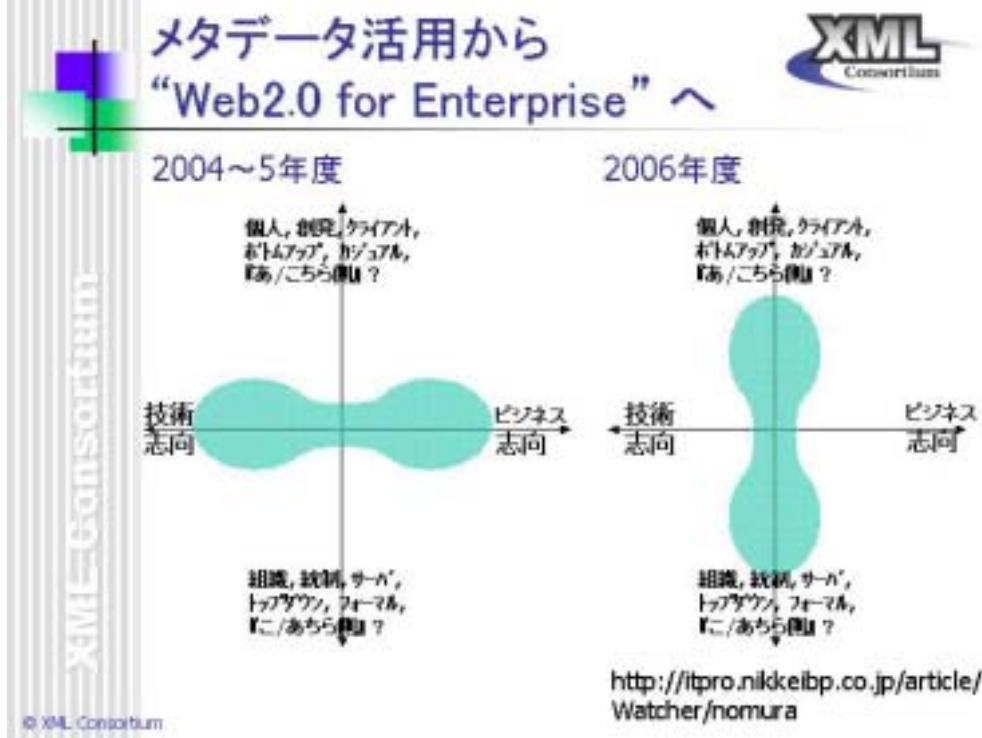 メタデータ活用から
“Web2.0 for Enterprise” へ
XML
Consortium
2004～5年度
2006年度
個人, 創発, クライアント,
ボトムアップ, カジュアル,
『あ/こちら側』?
個人, 創発, クライアント,
ボトムアップ, カジュアル,
『あ/こちら側』?
技術
志向
ビジネス
志向
技術
志向
ビジネス
志向
組織, 統制, サーバ,
トップダウン, フォーマル,
『こ/あちら側』?
組織, 統制, サーバ,
トップダウン, フォーマル,
『こ/あちら側』?
http://itpro.nikkeibp.co.jp/article/
Watcher/nomura
XML Consortium
© XML Consortium